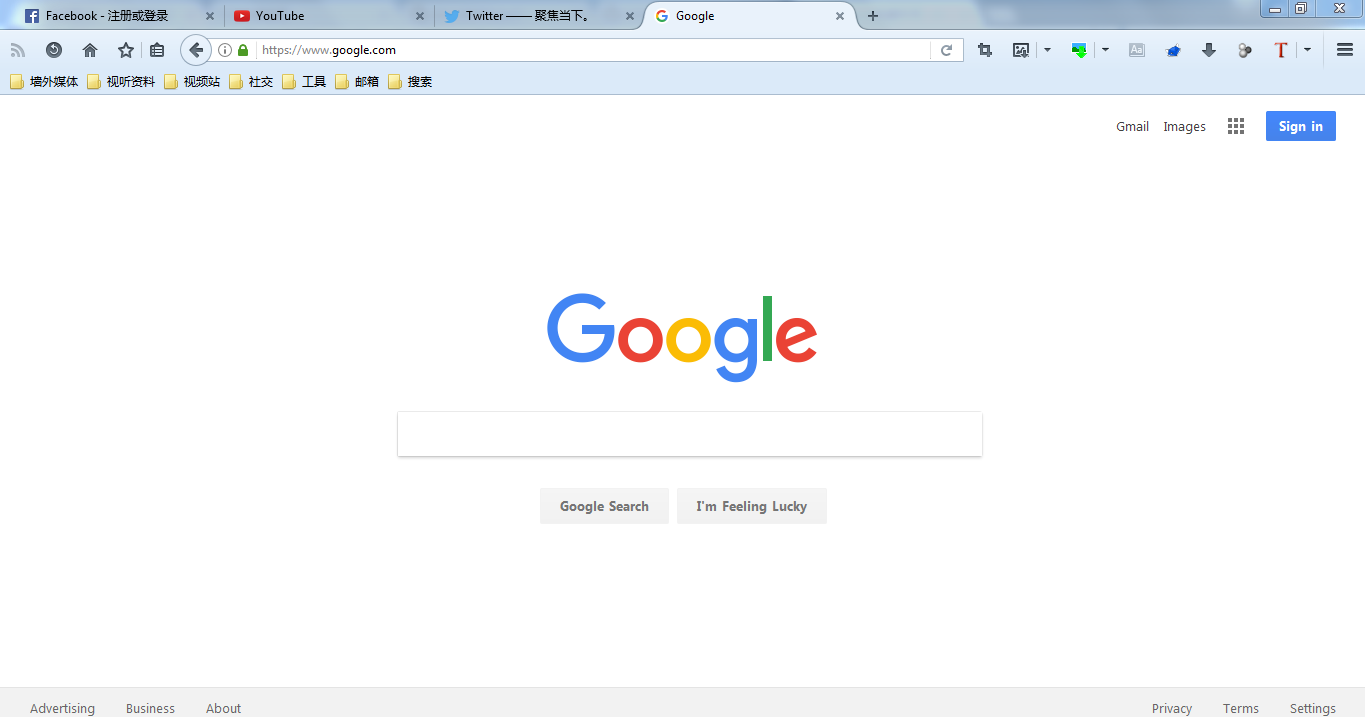 Facebook - 注册或登录 YouTube Twitter —— 聚焦当下。 Google
https://www.google.com
墙外媒体 视听资料 视频站 社交 工具 邮箱 搜索
Gmail Images Sign in
Google
Google Search I'm Feeling Lucky
Advertising Business About Privacy Terms Settings